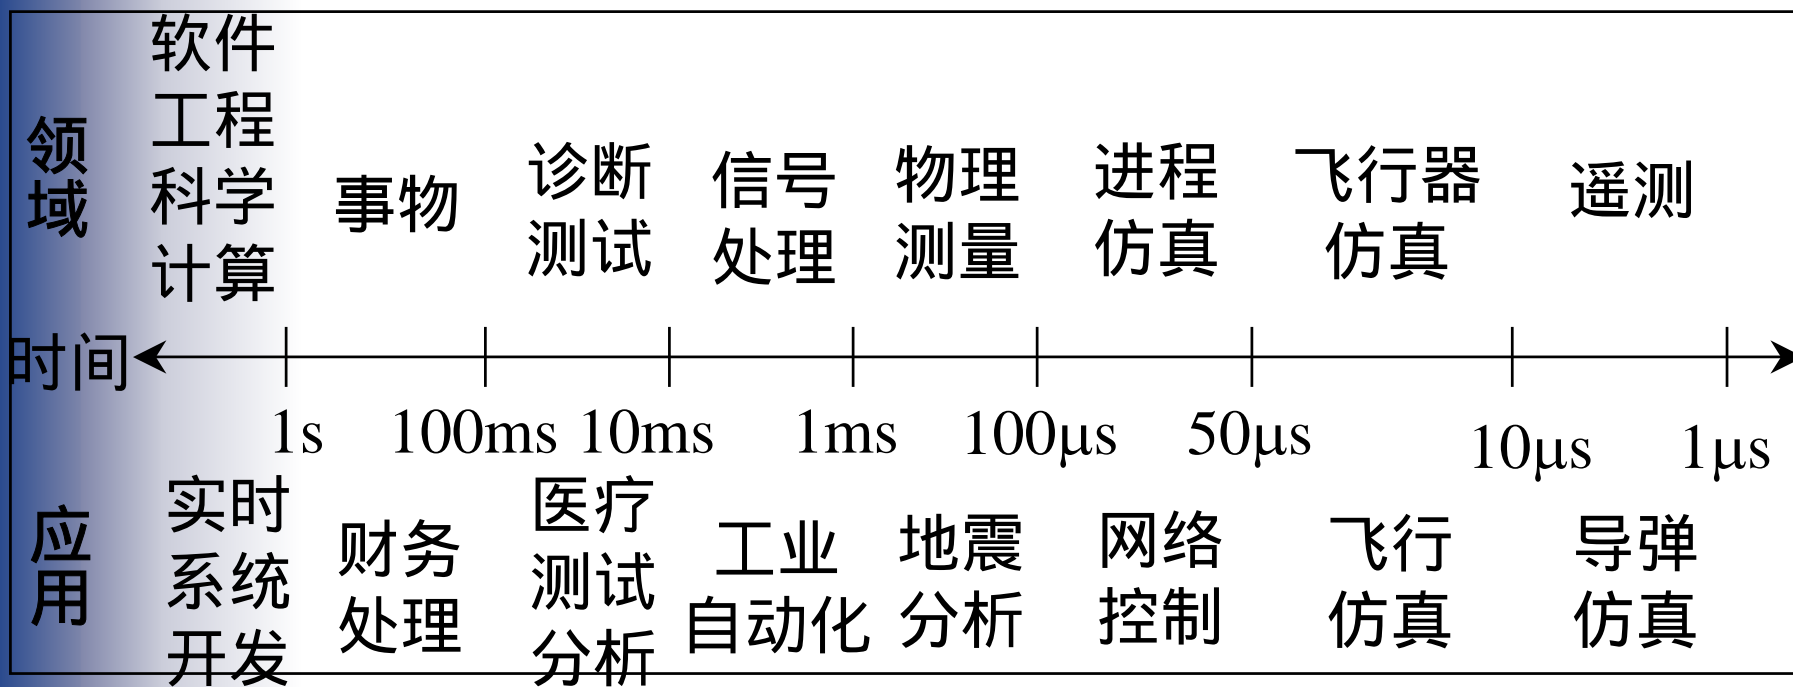 领域
软件
工程
科学
计算
事物
诊断
测试
信号
处理
物理
测量
进程
仿真
飞行器
仿真
遥测
时间
1s
100ms
10ms
1ms
100μs
50μs
10μs
1μs
应用
实时
系统
开发
财务
处理
医疗
测试
分析
工业
自动化
地震
分析
网络
控制
飞行
仿真
导弹
仿真